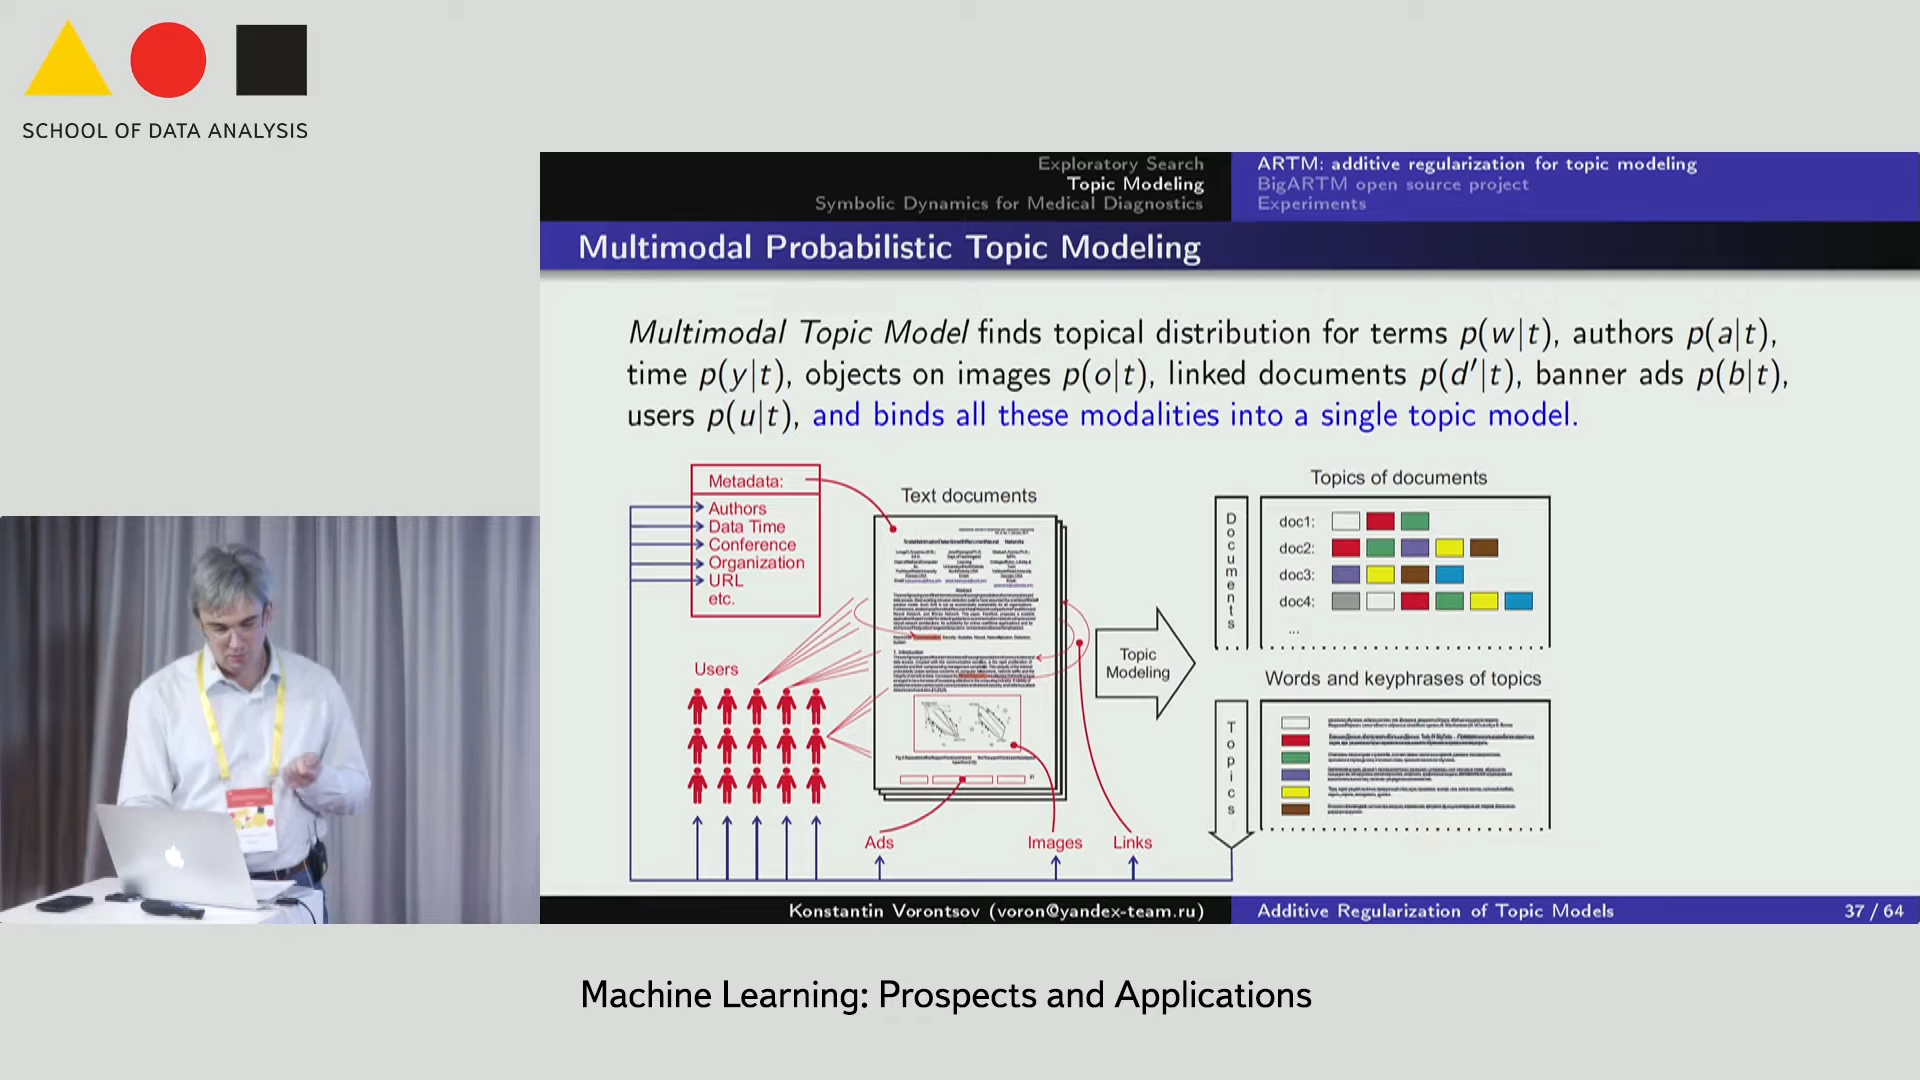 SCHOOL OF DATA ANALYSIS
Exploratory Search
Topic Modeling
Symbolic Dynamics for Medical Diagnostics
ARTM: additive regularization for topic modeling
BigARTM open source project
Experiments
Multimodal Probabilistic Topic Modeling
Multimodal Topic Model finds topical distribution for terms p(w|t), authors p(a|t),
time p(y|t), objects on images p(o|t), linked documents p(d′|t), banner ads p(b|t),
users p(u|t), and binds all these modalities into a single topic model.
Metadata:
Authors
Data Time
Conference
Organization
URL
etc.
Users
Text documents
Ads
Images
Links
Topic
Modeling
Documents
Topics of documents
doc1:
doc2:
doc3:
doc4:
...
Topics
Words and keyphrases of topics
Konstantin Vorontsov (voron@yandex-team.ru)
Additive Regularization of Topic Models
37 / 64
Machine Learning: Prospects and Applications